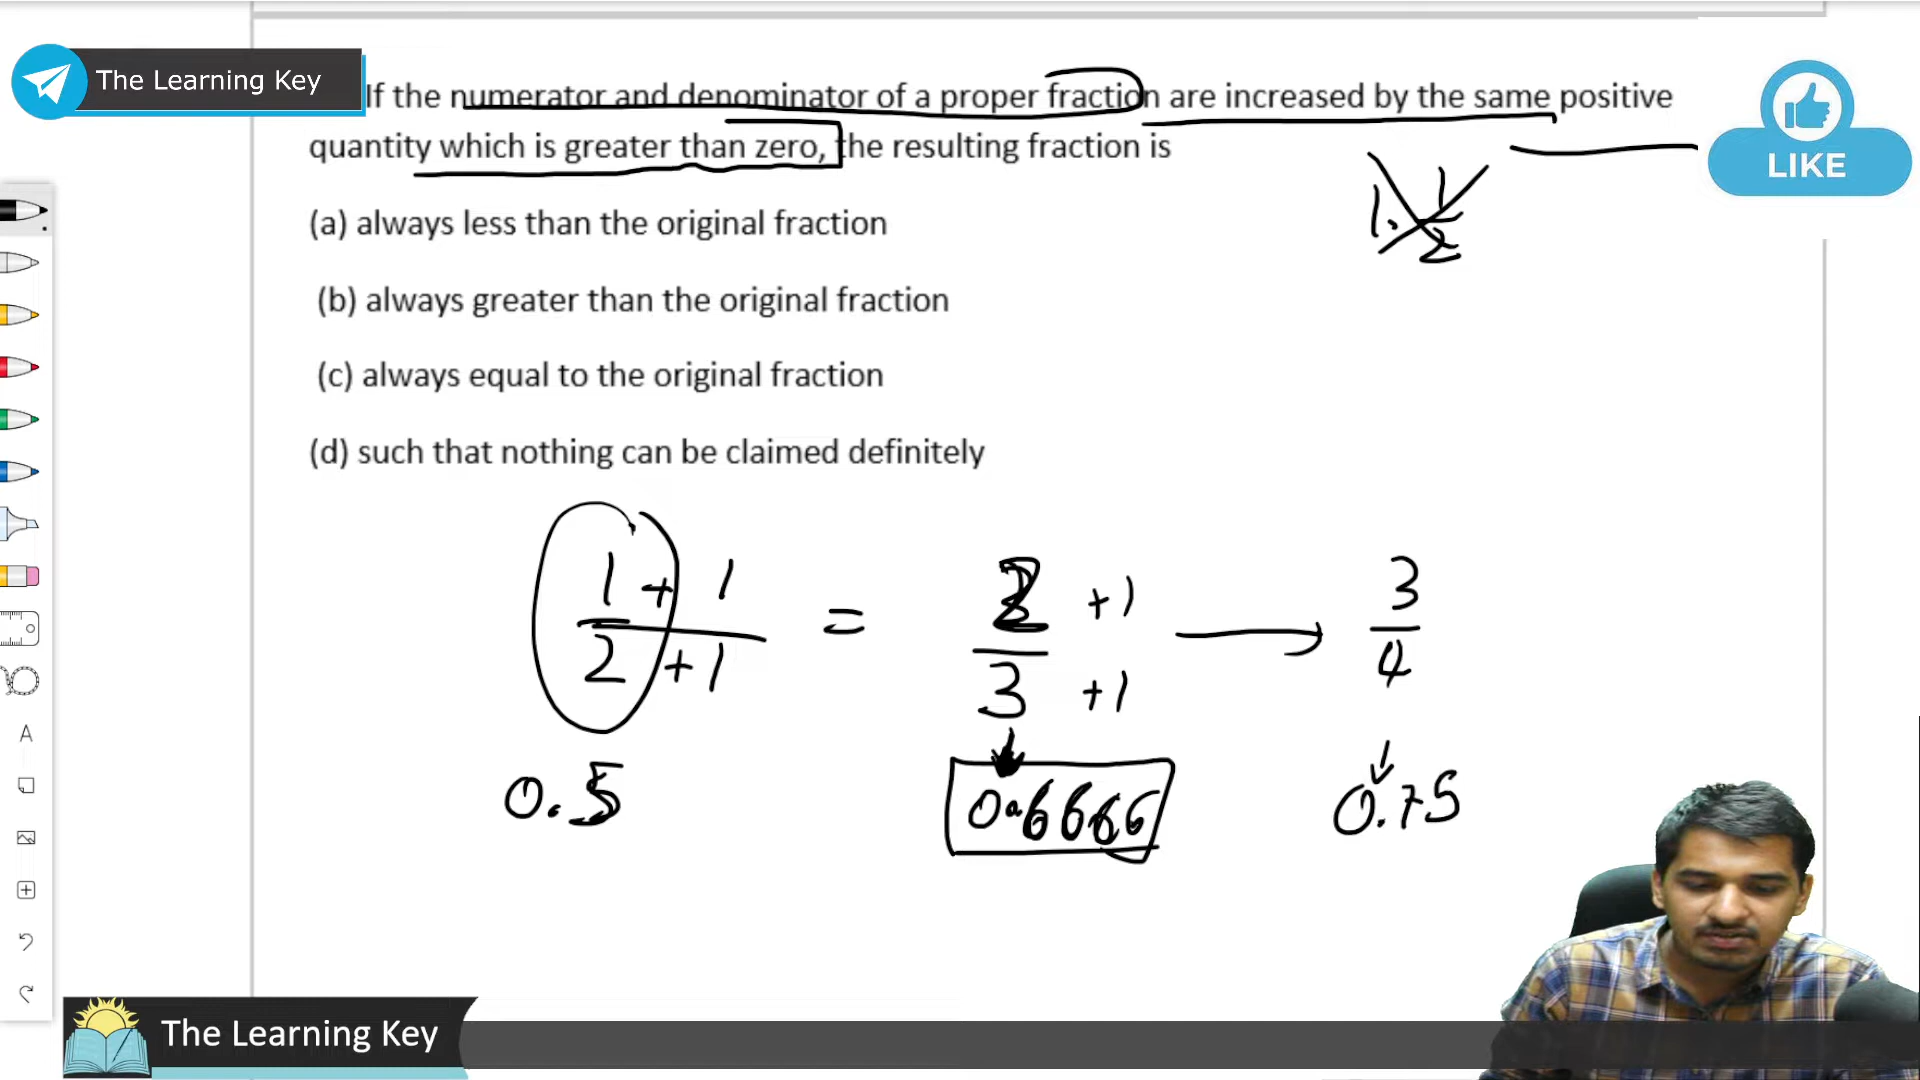 The Learning Key
If the numerator and denominator of a proper fraction are increased by the same positive
quantity which is greater than zero, the resulting fraction is
LIKE
1. 1/2
(a) always less than the original fraction
(b) always greater than the original fraction
(c) always equal to the original fraction
(d) such that nothing can be claimed definitely
1 + 1 2 + 1 3
2 + 1 = 3 + 1 → 4
0.5 0.6666 0.75
A
The Learning Key